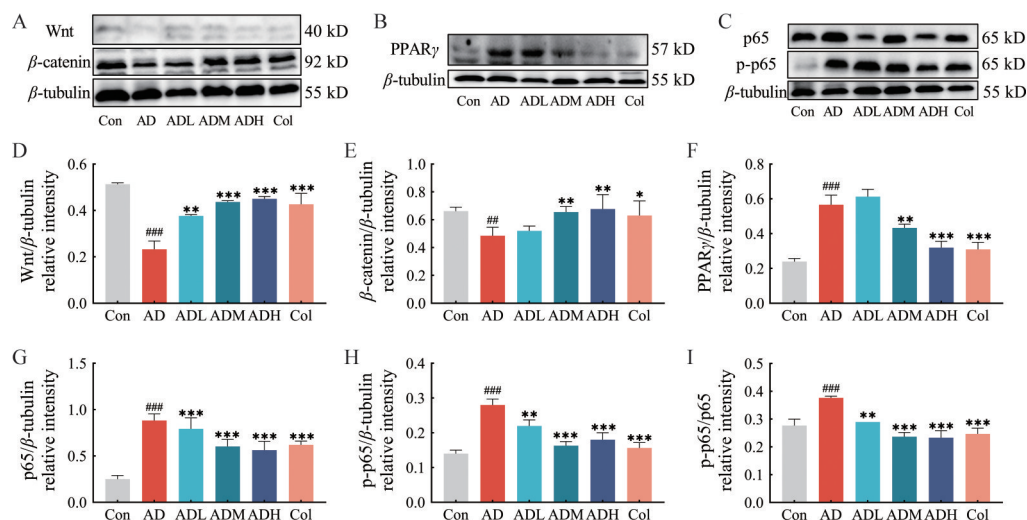 A
Wnt
40 kD
β-catenin
92 kD
β-tubulin
55 kD
Con AD ADL ADM ADH Col
B
PPARγ
57 kD
β-tubulin
55 kD
Con AD ADL ADM ADH Col
C
p65
65 kD
p-p65
65 kD
β-tubulin
55 kD
Con AD ADL ADM ADH Col
D
Wnt/β-tubulin
relative intensity
0.6
0.4
0.2
0.0
###
**
***
***
***
Con AD ADL ADM ADH Col
E
β-catenin/β-tubulin
relative intensity
1.0
0.8
0.6
0.4
0.2
0.0
##
**
**
*
Con AD ADL ADM ADH Col
F
PPARγ/β-tubulin
relative intensity
0.8
0.6
0.4
0.2
0.0
###
**
***
***
Con AD ADL ADM ADH Col
G
p65/β-tubulin
relative intensity
1.5
1.0
0.5
0.0
###
***
***
***
***
Con AD ADL ADM ADH Col
H
p-p65/β-tubulin
relative intensity
0.4
0.3
0.2
0.1
0.0
###
**
***
***
***
Con AD ADL ADM ADH Col
I
p-p65/p65
relative intensity
0.5
0.4
0.3
0.2
0.1
0.0
###
**
***
***
***
Con AD ADL ADM ADH Col